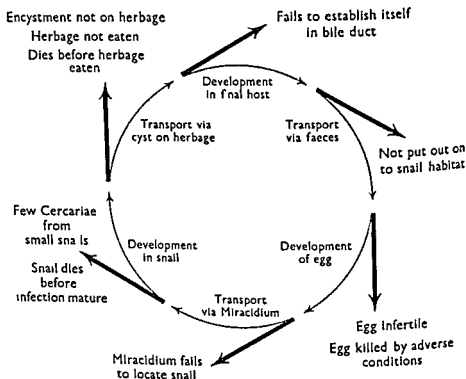 Encystment not on herbage
Herbage not eaten
Dies before herbage
eaten
Fails to establish itself
in bile duct
Development
in f nal host
Transport via
cyst on herbage
Transport
via faeces
Not put out on
to snail habitat
Few Cercariae
from
small sna ls
Snail dies
before
infection mature
Development
in snail
Development
of egg
Transport
via Miracidium
Egg infertile
Egg killed by adverse
conditions
Miracidium fails
to locate snail